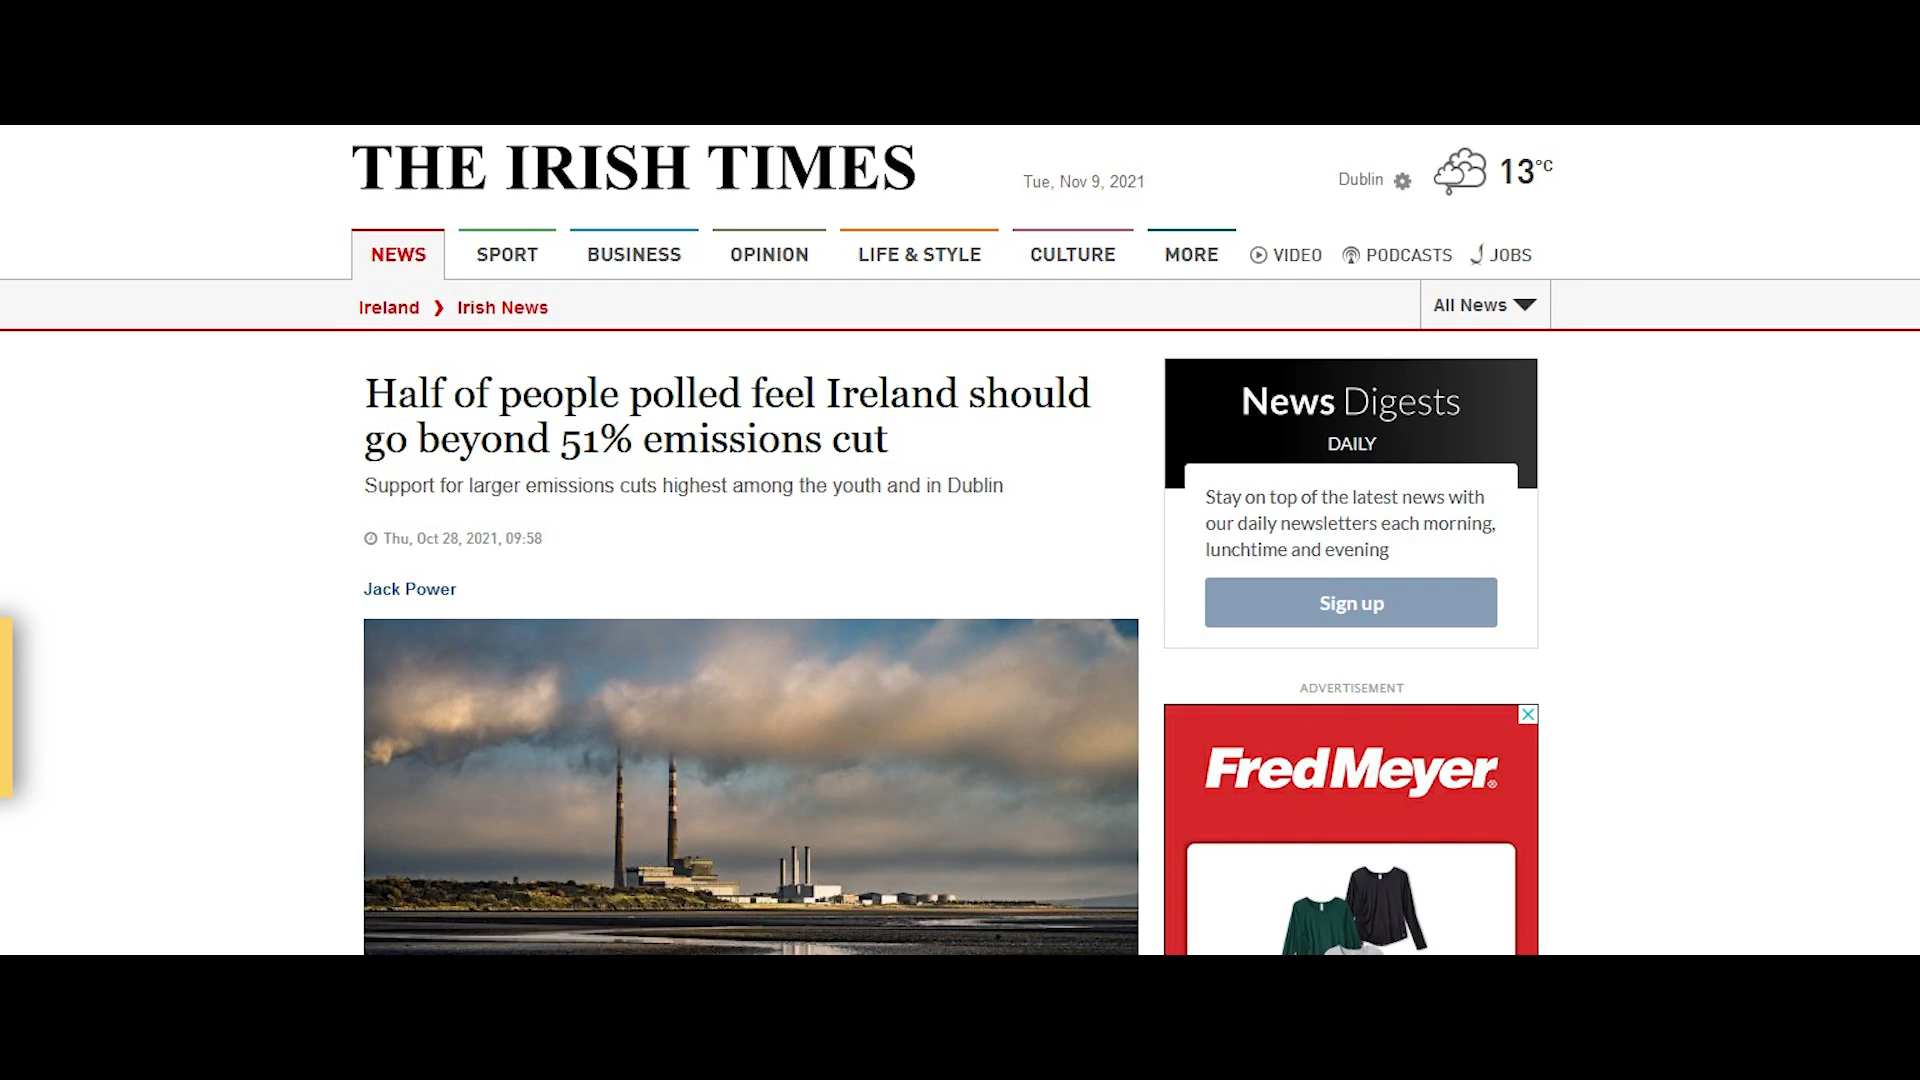 THE IRISH TIMES
Tue, Nov 9, 2021
Dublin
13°C
NEWS
SPORT
BUSINESS
OPINION
LIFE & STYLE
CULTURE
MORE
VIDEO
PODCASTS
JOBS
Ireland ❯ Irish News
All News
Half of people polled feel Ireland should
go beyond 51% emissions cut
Support for larger emissions cuts highest among the youth and in Dublin
Thu, Oct 28, 2021, 09:58
Jack Power
News Digests
DAILY
Stay on top of the latest news with
our daily newsletters each morning,
lunchtime and evening
Sign up
ADVERTISEMENT
Fred Meyer®